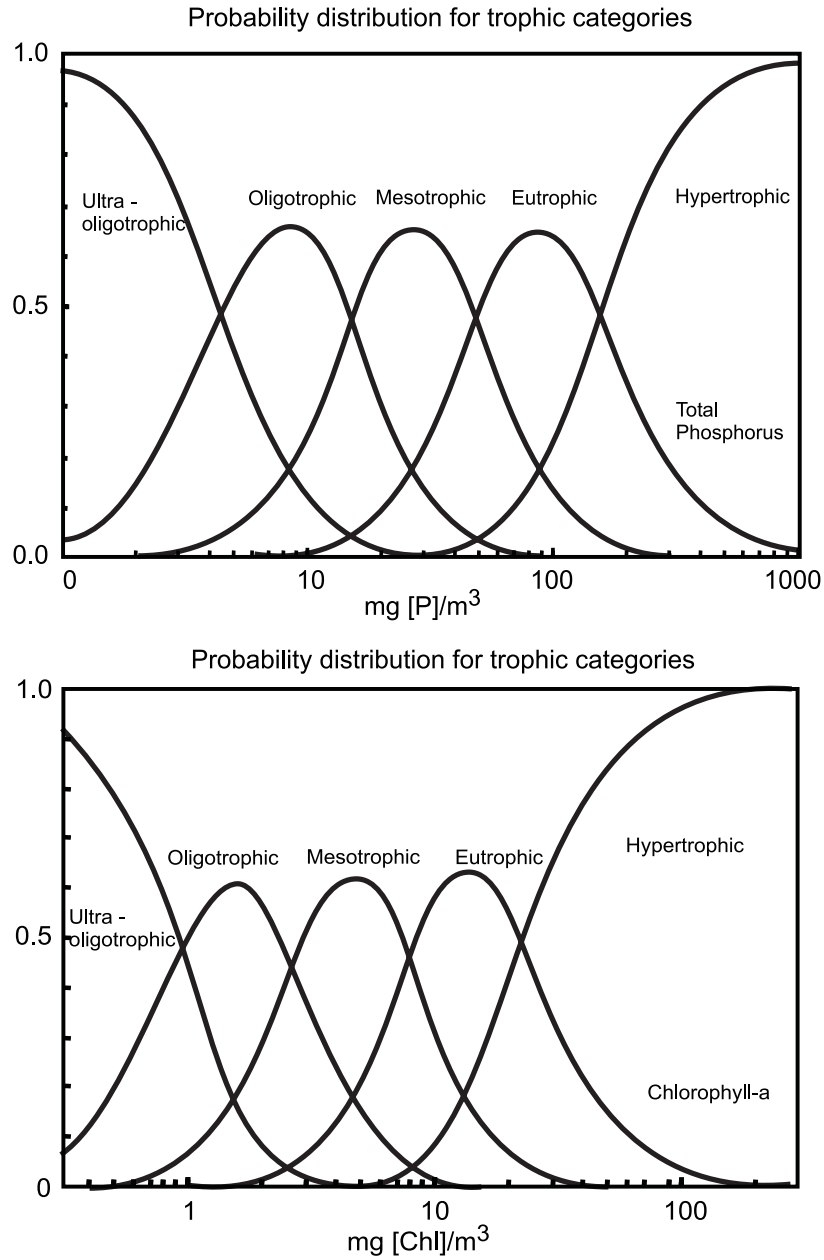 Probability distribution for trophic categories
1.0
Ultra -
oligotrophic
Oligotrophic
Mesotrophic
Eutrophic
Hypertrophic
0.5
Total
Phosphorus
0.0
0
10
100
1000
mg [P]/m3
Probability distribution for trophic categories
1.0
Oligotrophic
Mesotrophic
Eutrophic
Hypertrophic
Ultra -
oligotrophic
0.5
Chlorophyll-a
0
1
10
100
mg [Chl]/m3